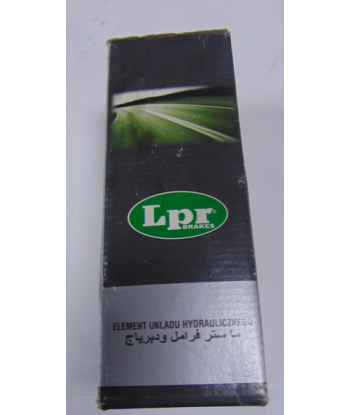 Lpr®
BRAKES
ELEMENT UKŁADU HYDRAULICZNEGO
ما ستر فرامل ودبرياج